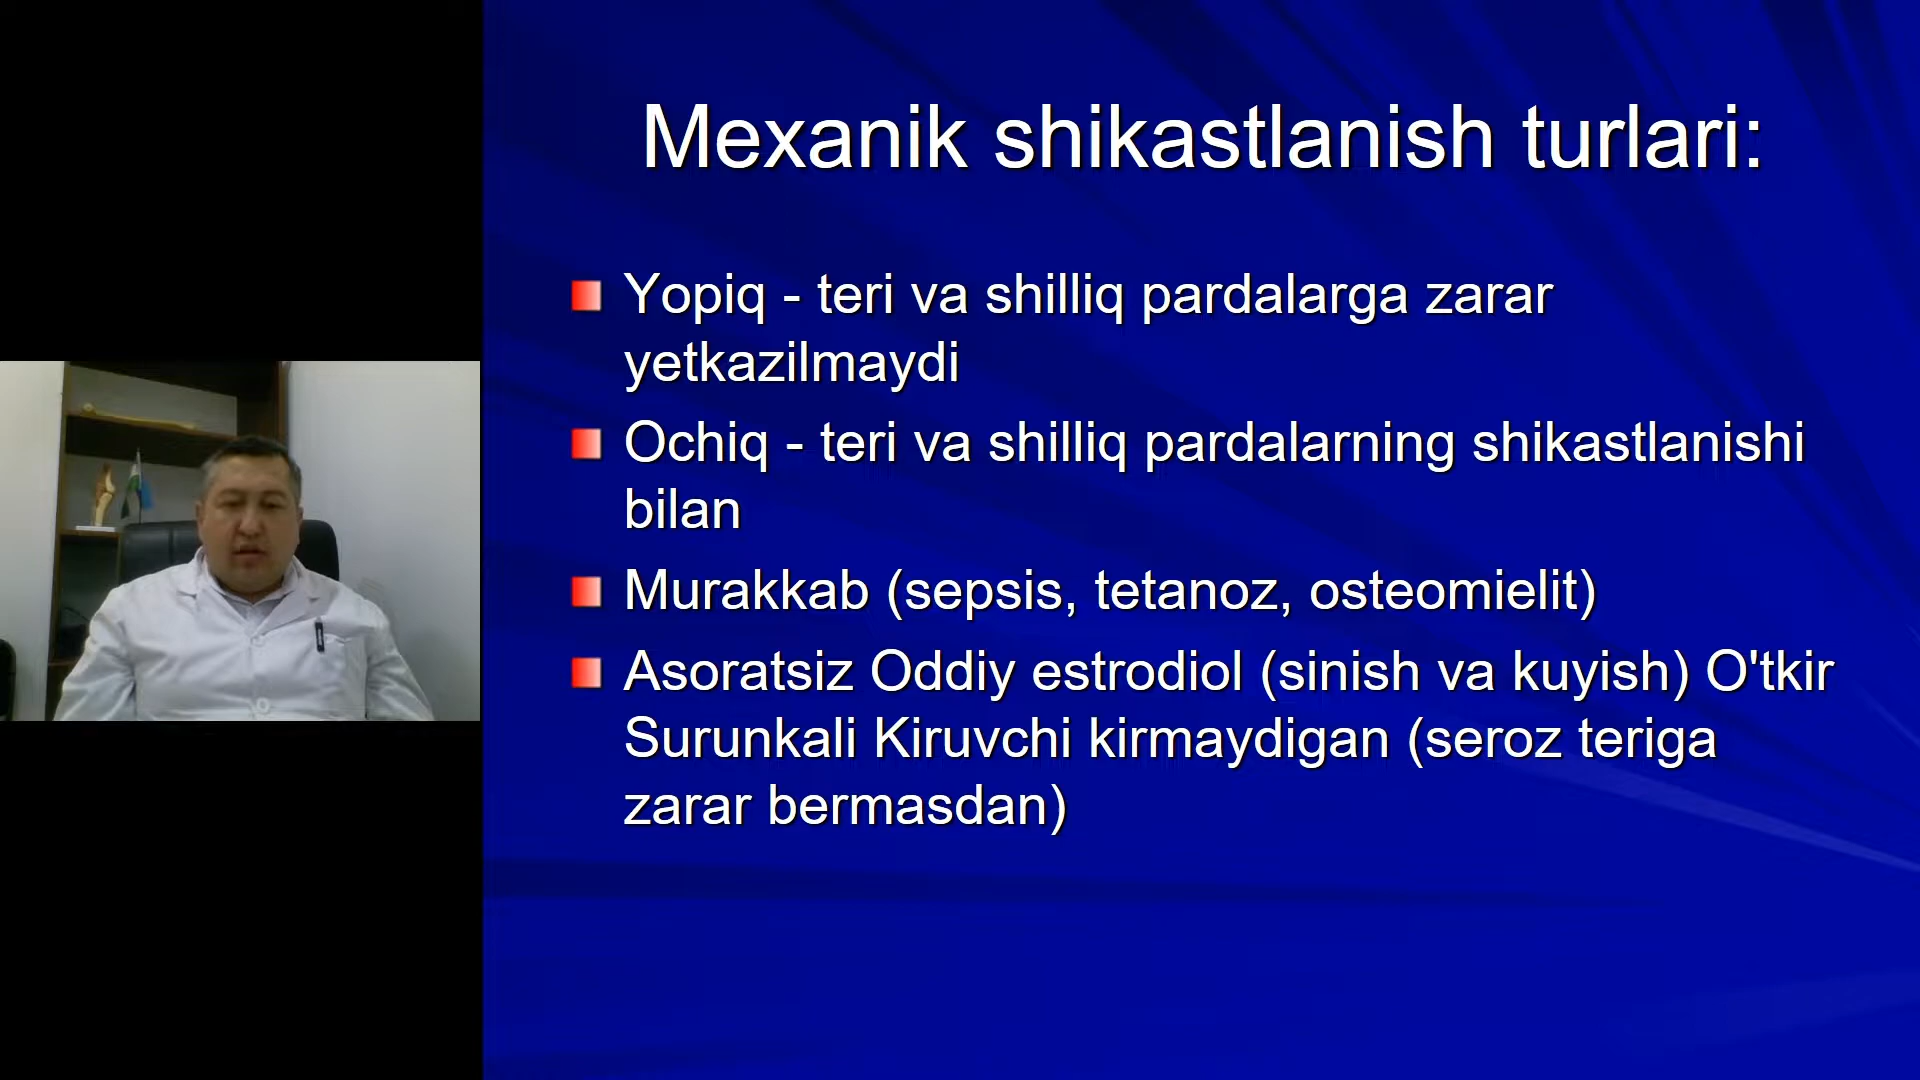 Mexanik shikastlanish turlari:
Yopiq - teri va shilliq pardalarga zarar
yetkazilmaydi
Ochiq - teri va shilliq pardalarning shikastlanishi
bilan
Murakkab (sepsis, tetanoz, osteomielit)
Asoratsiz Oddiy estrodiol (sinish va kuyish) O'tkir
Surunkali Kiruvchi kirmaydigan (seroz teriga
zarar bermasdan)